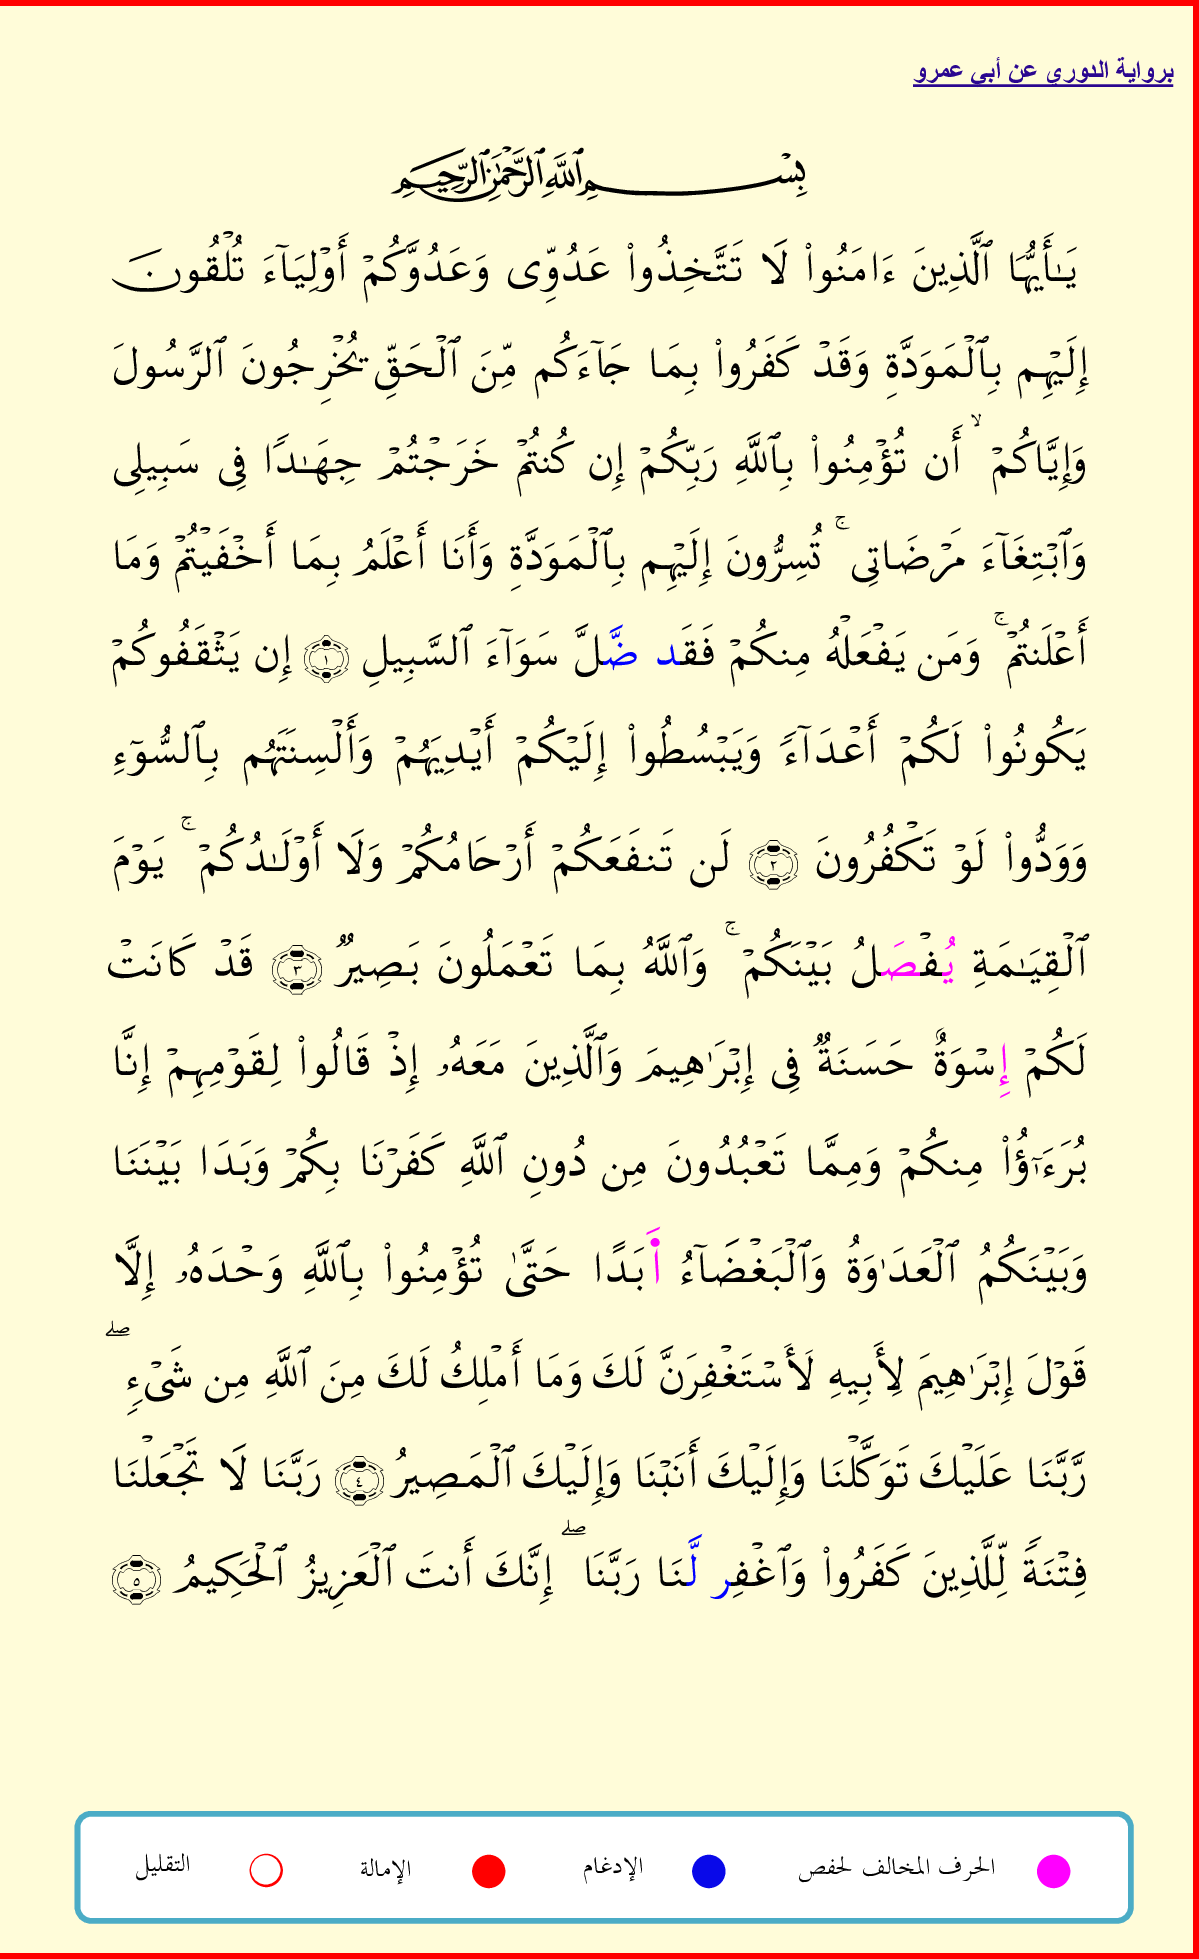 برواية الدوري عن أبي عمرو
بِسْمِ اللَّهِ الرَّحْمَٰنِ الرَّحِيمِ
يَـٰٓأَيُّهَا ٱلَّذِينَ ءَامَنُوا۟ لَا تَتَّخِذُوا۟ عَدُوِّى وَعَدُوَّكُمْ أَوْلِيَآءَ تُلْقُونَ
إِلَيْهِم بِٱلْمَوَدَّةِ وَقَدْ كَفَرُوا۟ بِمَا جَآءَكُم مِّنَ ٱلْحَقِّ يُخْرِجُونَ ٱلرَّسُولَ
وَإِيَّاكُمْ ۙ أَن تُؤْمِنُوا۟ بِٱللَّهِ رَبِّكُمْ إِن كُنتُمْ خَرَجْتُمْ جِهَـٰدًا فِى سَبِيلِى
وَٱبْتِغَآءَ مَرْضَاتِى ۚ تُسِرُّونَ إِلَيْهِم بِٱلْمَوَدَّةِ وَأَنَا أَعْلَمُ بِمَا أَخْفَيْتُمْ وَمَا
أَعْلَنتُمْ ۚ وَمَن يَفْعَلْهُ مِنكُمْ فَقَد ضَّلَّ سَوَآءَ ٱلسَّبِيلِ ١ إِن يَثْقَفُوكُمْ
يَكُونُوا۟ لَكُمْ أَعْدَآءً وَيَبْسُطُوا۟ إِلَيْكُمْ أَيْدِيَهُمْ وَأَلْسِنَتَهُم بِٱلسُّوٓءِ
وَوَدُّوا۟ لَوْ تَكْفُرُونَ ٢ لَن تَنفَعَكُمْ أَرْحَامُكُمْ وَلَا أَوْلَـٰدُكُمْ ۚ يَوْمَ
ٱلْقِيَـٰمَةِ يُفْصَلُ بَيْنَكُمْ ۚ وَٱللَّهُ بِمَا تَعْمَلُونَ بَصِيرٌ ٣ قَدْ كَانَتْ
لَكُمْ إِسْوَةٌ حَسَنَةٌ فِى إِبْرَٰهِيمَ وَٱلَّذِينَ مَعَهُۥ إِذْ قَالُوا۟ لِقَوْمِهِمْ إِنَّا
بُرَءَٰٓؤُا۟ مِنكُمْ وَمِمَّا تَعْبُدُونَ مِن دُونِ ٱللَّهِ كَفَرْنَا بِكُمْ وَبَدَا بَيْنَنَا
وَبَيْنَكُمُ ٱلْعَدَٰوَةُ وَٱلْبَغْضَآءُ أَبَدًا حَتَّىٰ تُؤْمِنُوا۟ بِٱللَّهِ وَحْدَهُۥ إِلَّا
قَوْلَ إِبْرَٰهِيمَ لِأَبِيهِ لَأَسْتَغْفِرَنَّ لَكَ وَمَا أَمْلِكُ لَكَ مِنَ ٱللَّهِ مِن شَىْءٍ ۖ
رَّبَّنَا عَلَيْكَ تَوَكَّلْنَا وَإِلَيْكَ أَنَبْنَا وَإِلَيْكَ ٱلْمَصِيرُ ٤ رَبَّنَا لَا تَجْعَلْنَا
فِتْنَةً لِّلَّذِينَ كَفَرُوا۟ وَٱغْفِر لَّنَا رَبَّنَا ۖ إِنَّكَ أَنتَ ٱلْعَزِيزُ ٱلْحَكِيمُ ٥
الحرف المخالف لحفص الإدغام الإمالة التقليل